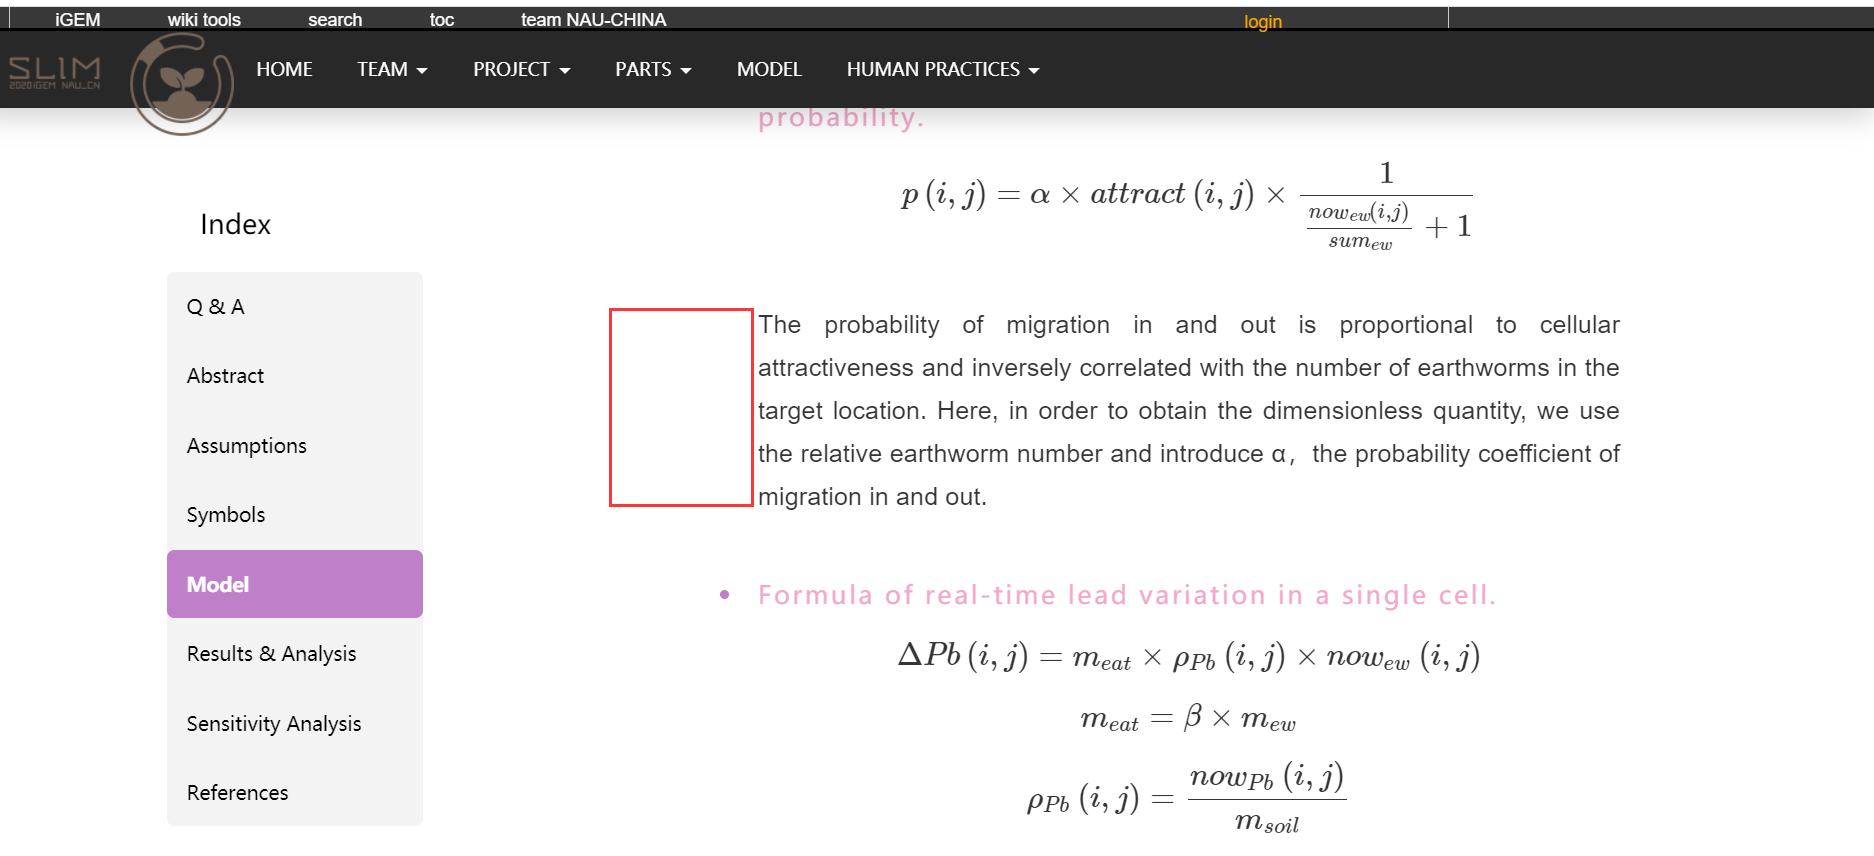 iGEM wiki tools search toc team NAU-CHINA login
SLIM
2020iGEM NAU_CN
HOME TEAM PROJECT PARTS MODEL HUMAN PRACTICES
probability.
p (i, j) = α × attract (i, j) × 1 / (now_ew(i,j) / sum_ew + 1)
Index
Q & A
Abstract
Assumptions
Symbols
Model
Results & Analysis
Sensitivity Analysis
References
The probability of migration in and out is proportional to cellular
attractiveness and inversely correlated with the number of earthworms in the
target location. Here, in order to obtain the dimensionless quantity, we use
the relative earthworm number and introduce α，the probability coefficient of
migration in and out.
• Formula of real-time lead variation in a single cell.
ΔPb (i, j) = m_eat × ρ_Pb (i, j) × now_ew (i, j)
m_eat = β × m_ew
ρ_Pb (i, j) = now_Pb (i, j) / m_soil